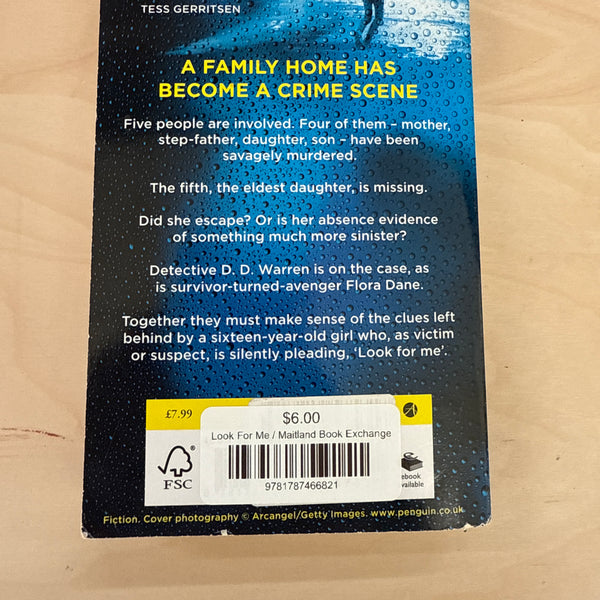 TESS GERRITSEN
A FAMILY HOME HAS
BECOME A CRIME SCENE
Five people are involved. Four of them – mother,
step-father, daughter, son – have been
savagely murdered.
The fifth, the eldest daughter, is missing.
Did she escape? Or is her absence evidence
of something much more sinister?
Detective D. D. Warren is on the case, as
is survivor-turned-avenger Flora Dane.
Together they must make sense of the clues left
behind by a sixteen-year-old girl who, as victim
or suspect, is silently pleading, ‘Look for me’.
£7.99
$6.00
Look For Me / Maitland Book Exchange
9781787466821
FSC
ebook
Fiction. Cover photography © Arcangel/Getty Images. www.penguin.co.uk